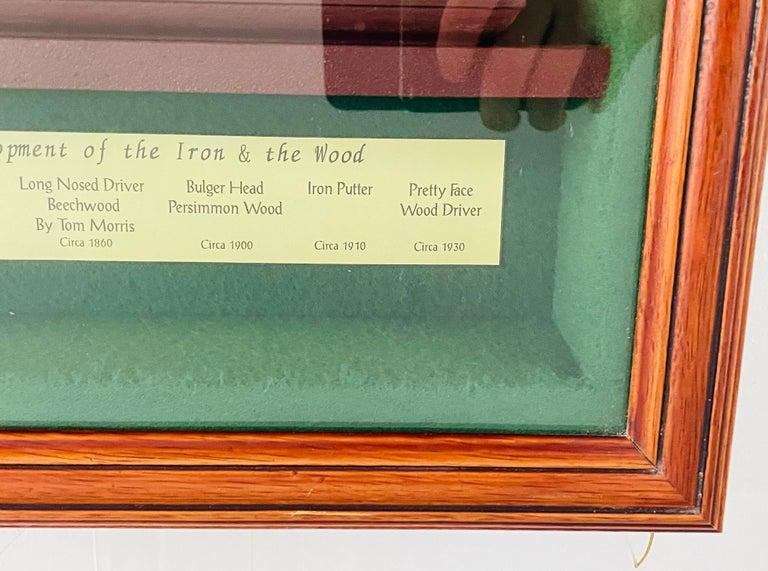 of the Iron & the Wood
Long Nosed Driver
Beechwood
By Tom Morris
Circa 1860
Bulger Head
Persimmon Wood
Circa 1900
Iron Putter
Circa 1910
Pretty Face
Wood Driver
Circa 1930